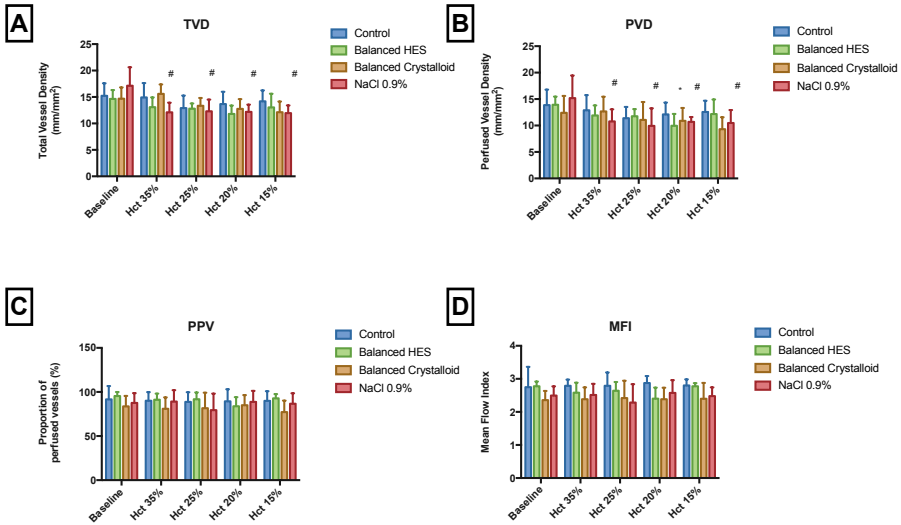 A
TVD
Total Vessel Density
(mm/mm²)
25
20
15
10
5
0
# # # #
Baseline
Hct 35%
Hct 25%
Hct 20%
Hct 15%
Control
Balanced HES
Balanced Crystalloid
NaCl 0.9%
B
PVD
Perfused Vessel Density
(mm/mm²)
25
20
15
10
5
0
# # * # #
Baseline
Hct 35%
Hct 25%
Hct 20%
Hct 15%
Control
Balanced HES
Balanced Crystalloid
NaCl 0.9%
C
PPV
Proportion of
perfused vessels (%)
150
100
50
0
Baseline
Hct 35%
Hct 25%
Hct 20%
Hct 15%
Control
Balanced HES
Balanced Crystalloid
NaCl 0.9%
D
MFI
Mean Flow Index
4
3
2
1
0
Baseline
Hct 35%
Hct 25%
Hct 20%
Hct 15%
Control
Balanced HES
Balanced Crystalloid
NaCl 0.9%